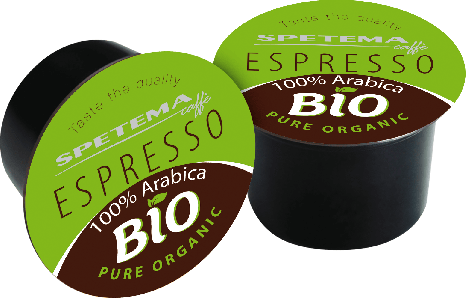 Taste the quality
SPETEMA
caffè
ESPRESSO
100% Arabica
BIO
PURE ORGANIC
Taste the quality
SPETEMA
caffè
ESPRESSO
100% Arabica
BIO
PURE ORGANIC